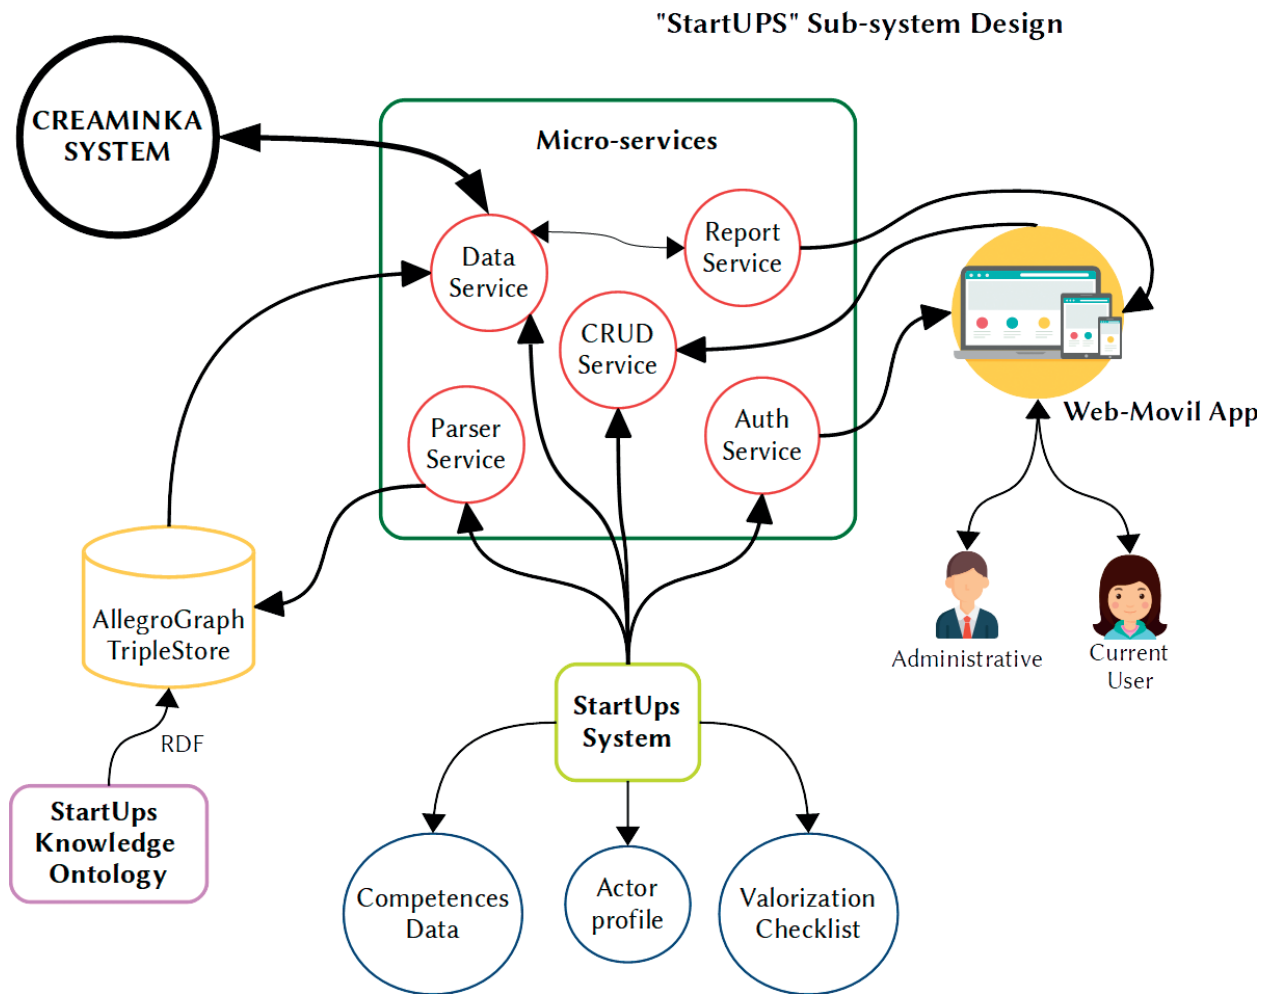 "StartUPS" Sub-system Design
CREAMINKA
SYSTEM
Micro-services
Report
Service
Data
Service
CRUD
Service
Auth
Service
Parser
Service
Web-Movil App
AllegroGraph
TripleStore
Administrative
Current
User
RDF
StartUps
System
StartUps
Knowledge
Ontology
Competences
Data
Actor
profile
Valorization
Checklist